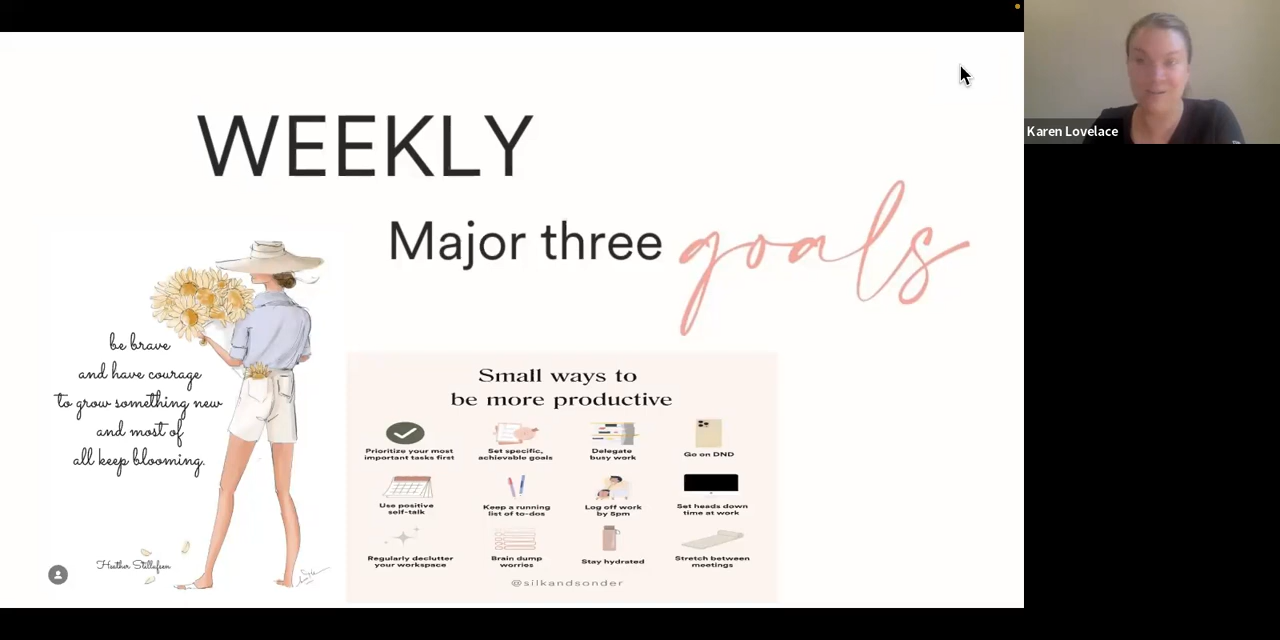 WEEKLY
Major three goals
be brave
and have courage
to grow something new
and most of
all keep blooming.
Heather Stillufsen
Small ways to
be more productive
Prioritize your most
important tasks first
Set specific,
achievable goals
Delegate
busy work
Go on DND
Use positive
self-talk
Keep a running
list of to-dos
Log off work
by 5pm
Set heads down
time at work
Regularly declutter
your workspace
Brain dump
worries
Stay hydrated
Stretch between
meetings
@silkandsonder
Karen Lovelace